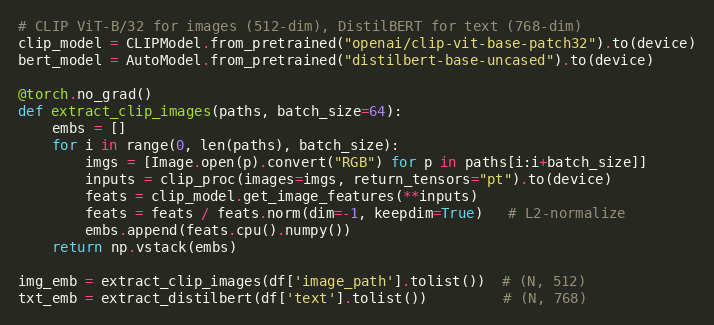 # CLIP ViT-B/32 for images (512-dim), DistilBERT for text (768-dim)
clip_model = CLIPModel.from_pretrained("openai/clip-vit-base-patch32").to(device)
bert_model = AutoModel.from_pretrained("distilbert-base-uncased").to(device)

@torch.no_grad()
def extract_clip_images(paths, batch_size=64):
    embs = []
    for i in range(0, len(paths), batch_size):
        imgs = [Image.open(p).convert("RGB") for p in paths[i:i+batch_size]]
        inputs = clip_proc(images=imgs, return_tensors="pt").to(device)
        feats = clip_model.get_image_features(**inputs)
        feats = feats / feats.norm(dim=-1, keepdim=True)   # L2-normalize
        embs.append(feats.cpu().numpy())
    return np.vstack(embs)

img_emb = extract_clip_images(df['image_path'].tolist())  # (N, 512)
txt_emb = extract_distilbert(df['text'].tolist())         # (N, 768)